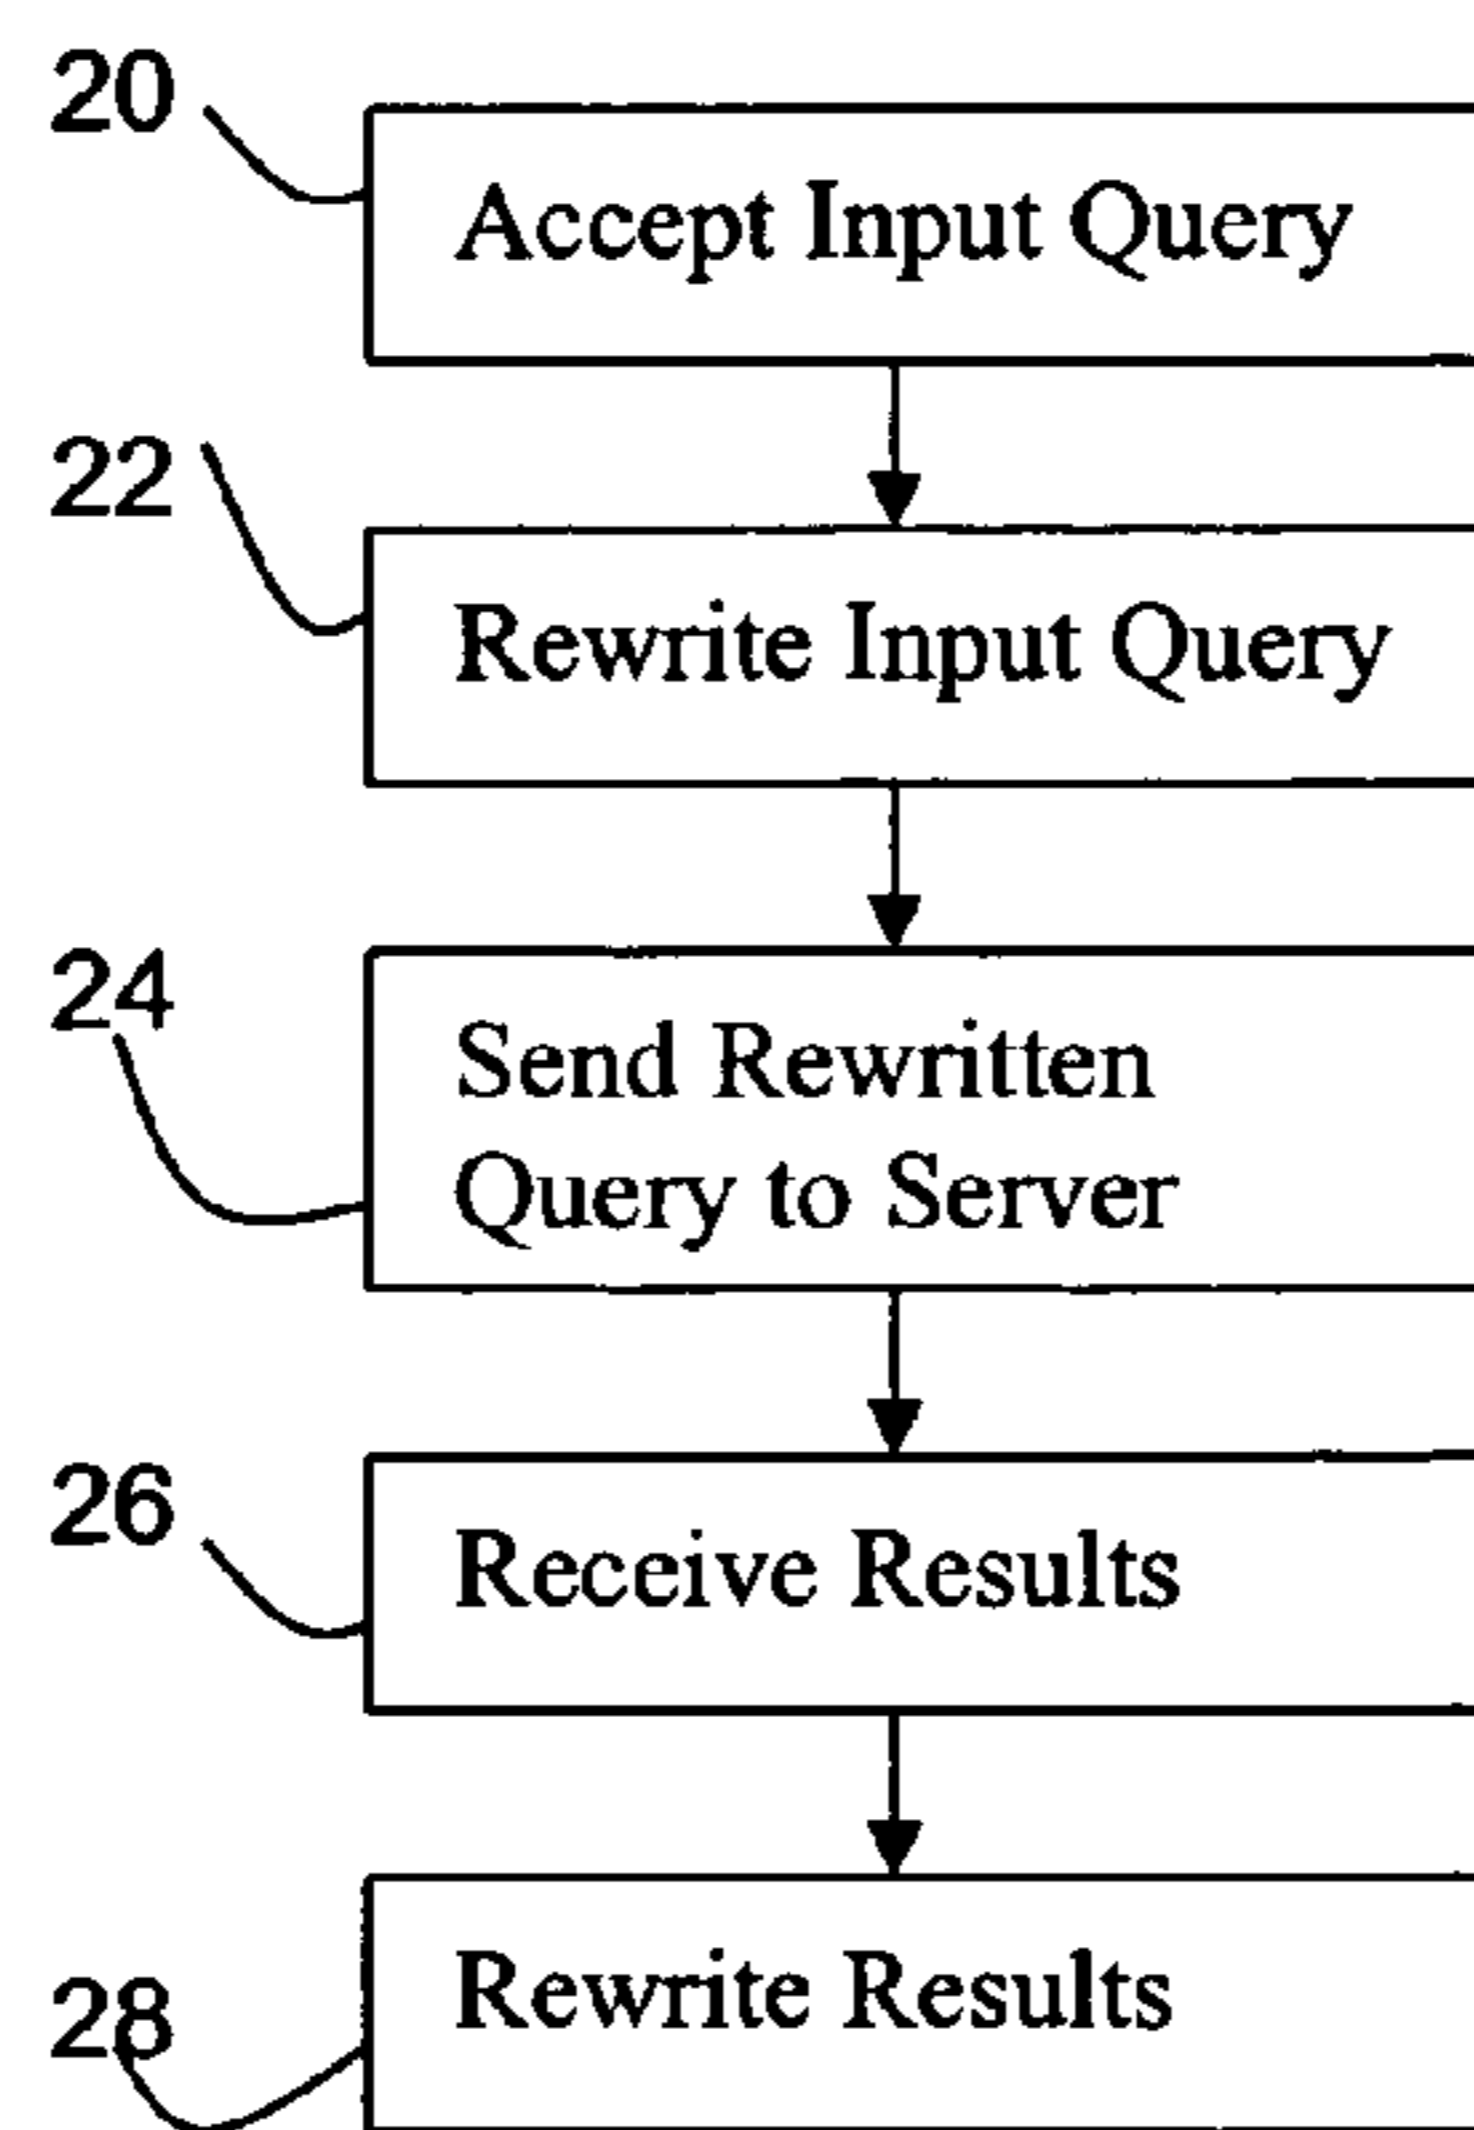 20
Accept Input Query
22
Rewrite Input Query
24
Send Rewritten
Query to Server
26
Receive Results
28
Rewrite Results